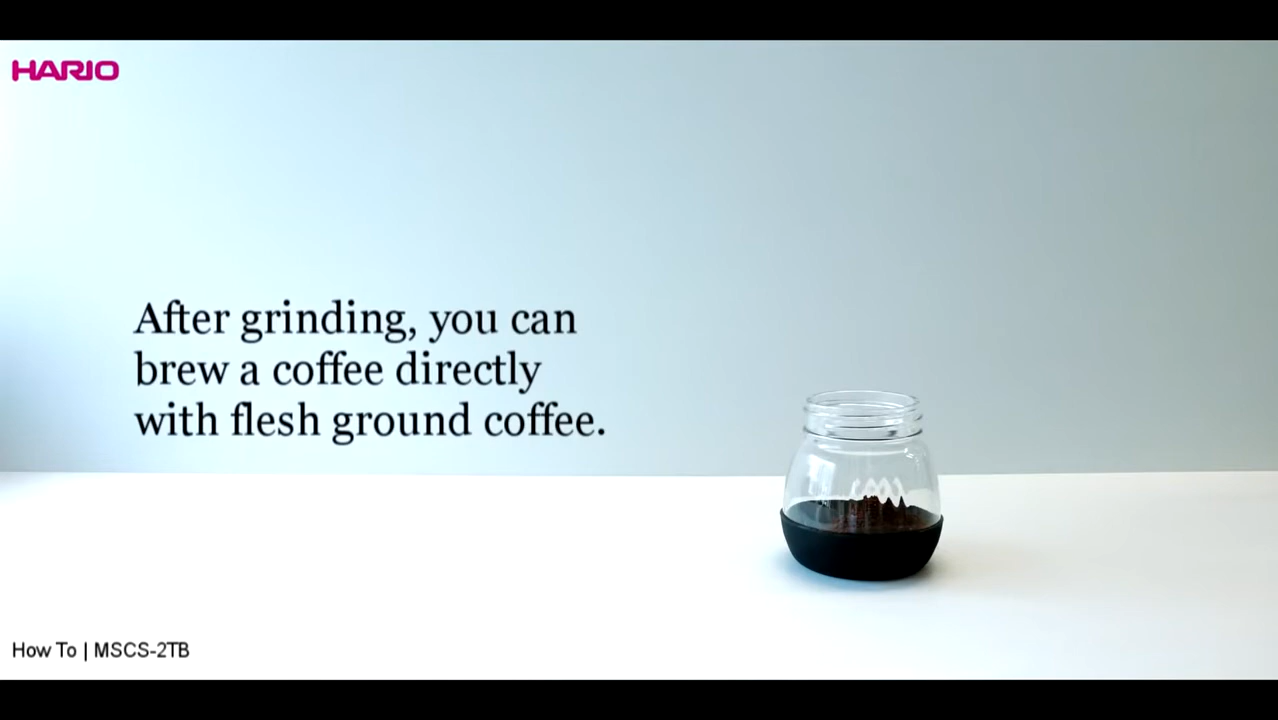 HARIO
After grinding, you can
brew a coffee directly
with flesh ground coffee.
How To | MSCS-2TB